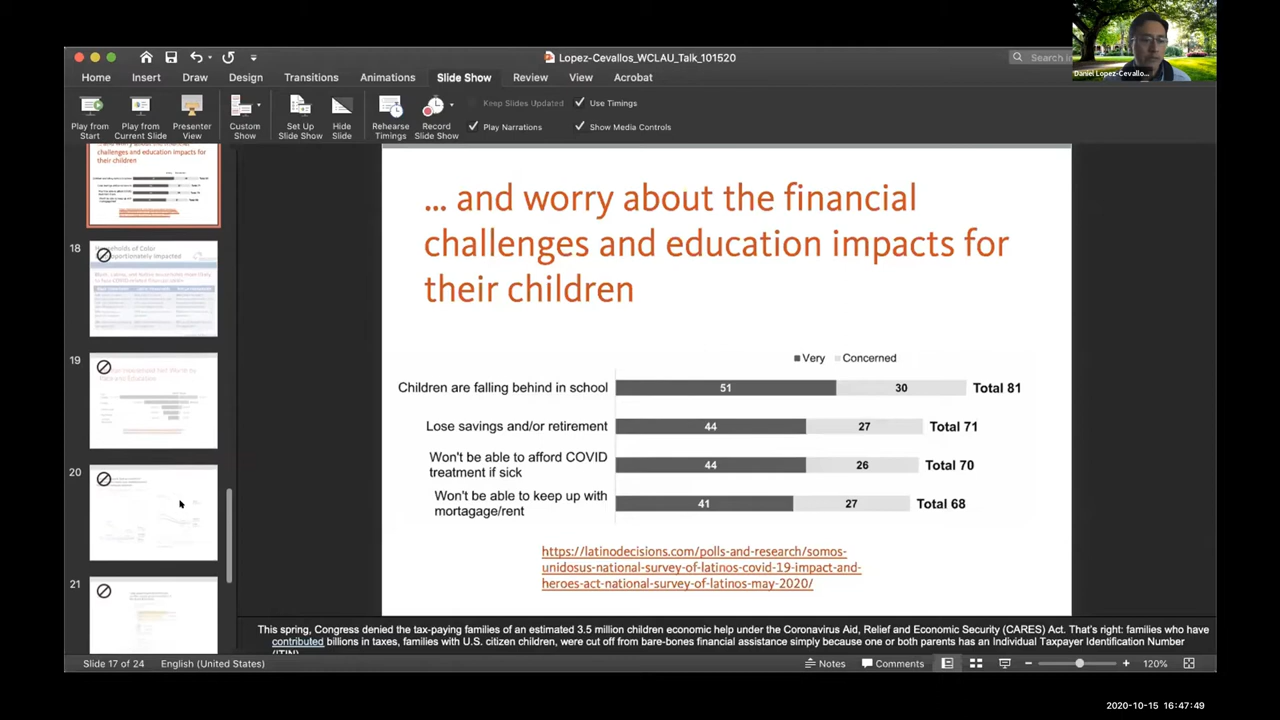 Lopez-Cevallos_WCLAU_Talk_101520
Search
Daniel Lopez-Cevallo...
Home Insert Draw Design Transitions Animations Slide Show Review View Acrobat
Play from Start
Play from Current Slide
Presenter View
Custom Show
Set Up Slide Show
Hide Slide
Rehearse Timings
Record Slide Show
Keep Slides Updated
Use Timings
Play Narrations
Show Media Controls
challenges and education impacts for
their children
18
19
20
21
... and worry about the financial
challenges and education impacts for
their children
Very Concerned
Children are falling behind in school 51 30 Total 81
Lose savings and/or retirement 44 27 Total 71
Won't be able to afford COVID
treatment if sick 44 26 Total 70
Won't be able to keep up with
mortagage/rent 41 27 Total 68
https://latinodecisions.com/polls-and-research/somos-
unidosus-national-survey-of-latinos-covid-19-impact-and-
heroes-act-national-survey-of-latinos-may-2020/
This spring, Congress denied the tax-paying families of an estimated 3.5 million children economic help under the Coronavirus Aid, Relief and Economic Security (CARES) Act. That's right: families who have
contributed billions in taxes, families with U.S. citizen children, were cut off from bare-bones financial assistance simply because one or both parents has an Individual Taxpayer Identification Number
(ITIN)
Slide 17 of 24 English (United States) Notes Comments 120%
2020-10-15 16:47:49